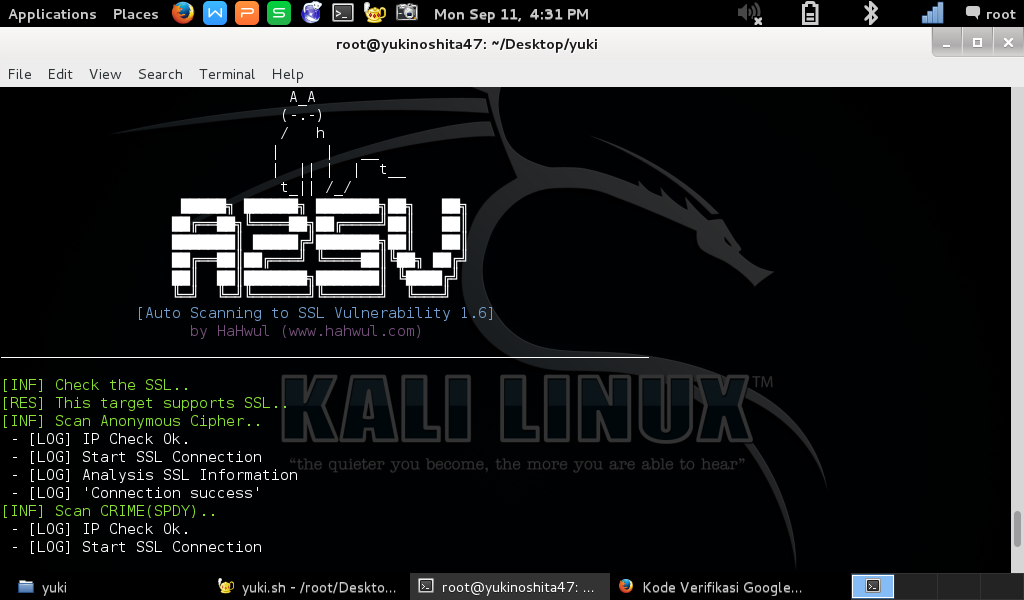 Applications Places Mon Sep 11, 4:31 PM root
root@yukinoshita47: ~/Desktop/yuki
File Edit View Search Terminal Help
A_A
(-.-)
/   h
|     |   __
|  || |  |  t__
t_|| /_/
A2SV
[Auto Scanning to SSL Vulnerability 1.6]
by HaHwul (www.hahwul.com)
[INF] Check the SSL..
[RES] This target supports SSL..
[INF] Scan Anonymous Cipher..
- [LOG] IP Check Ok.
- [LOG] Start SSL Connection
- [LOG] Analysis SSL Information
- [LOG] 'Connection success'
[INF] Scan CRIME(SPDY)..
- [LOG] IP Check Ok.
- [LOG] Start SSL Connection
KALI LINUX™
“the quieter you become, the more you are able to hear”
yuki yuki.sh - /root/Deskto... root@yukinoshita47: ... Kode Verifikasi Google...